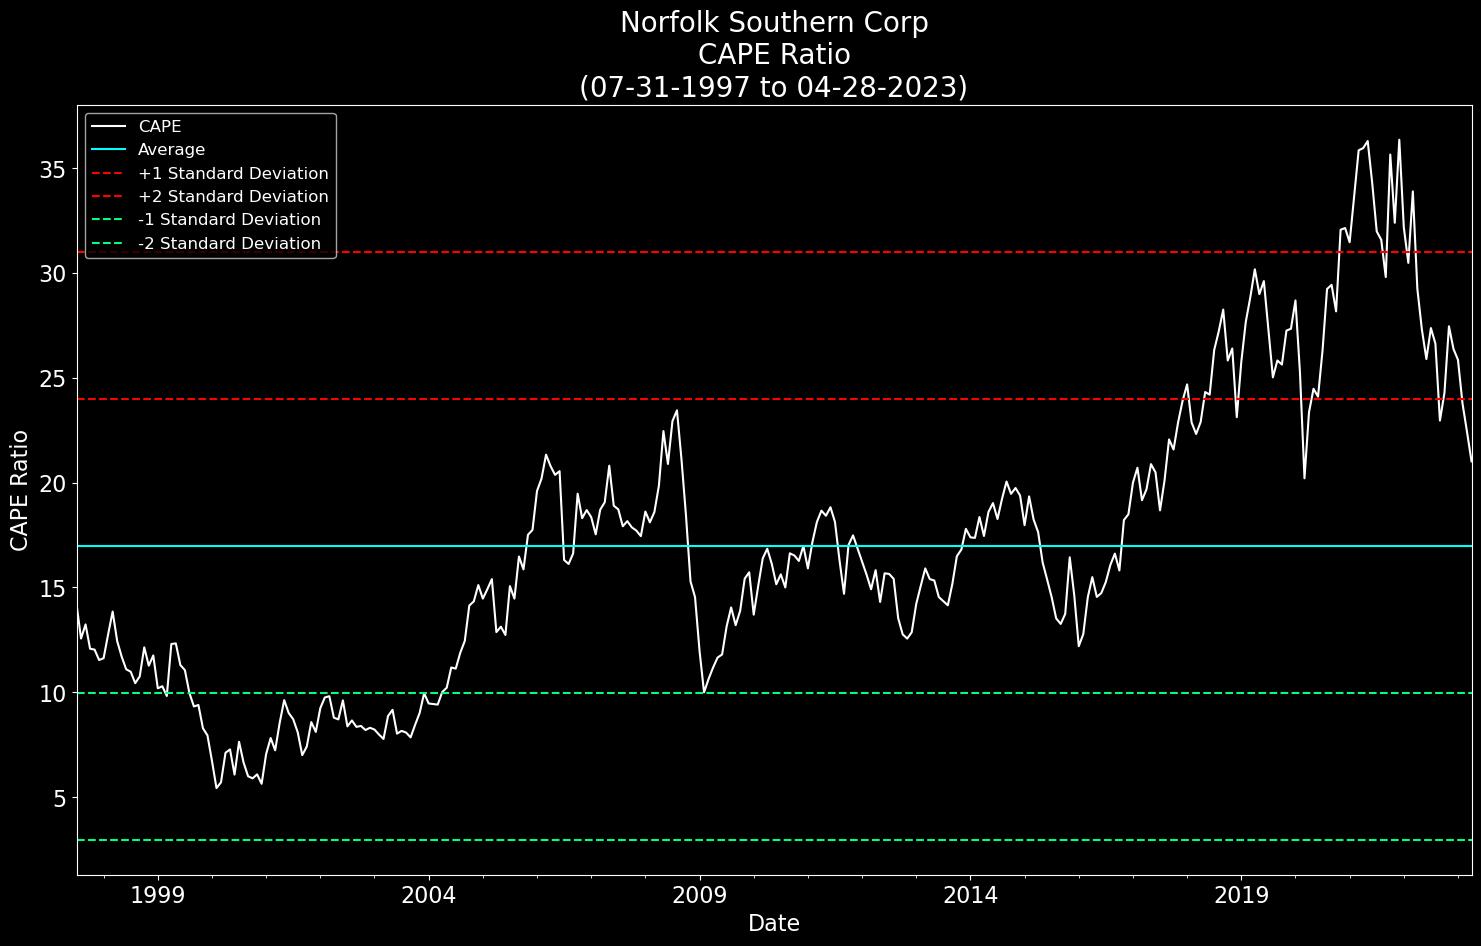 Norfolk Southern Corp
CAPE Ratio
(07-31-1997 to 04-28-2023)
CAPE
Average
+1 Standard Deviation
+2 Standard Deviation
-1 Standard Deviation
-2 Standard Deviation
CAPE Ratio
35
30
25
20
15
10
5
1999
2004
2009
2014
2019
Date